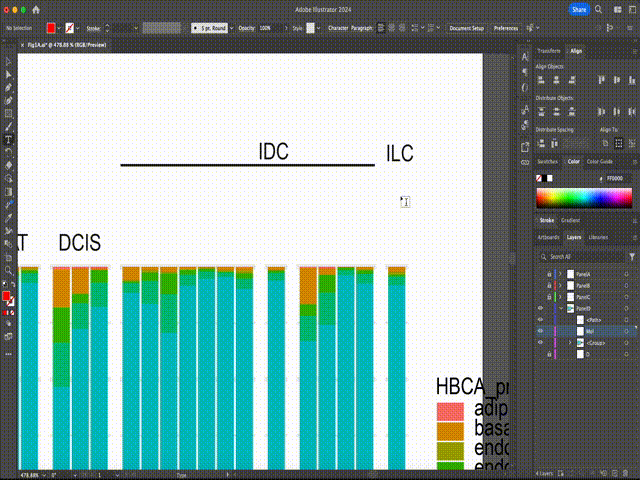 Adobe Illustrator 2024
Share
No Selection
Stroke:
5 pt. Round
Opacity:
100%
Style:
Character
Paragraph:
Document Setup
Preferences
Fig1A.ai* @ 478.88 % (RGB/Preview)
Transform
Align
Align Objects:
Distribute Objects:
Distribute Spacing:
Align To:
Swatches
Color
Color Guide
# FF0000
Stroke
Gradient
Artboards
Layers
Libraries
Search All
PanelA
PanelB
PanelC
PanelD
<Path>
<Group>
D
4 Layers
IDC
ILC
DCIS
HBCA_pr
adip
basa
endo
endo
478.88%
0°
1
Type